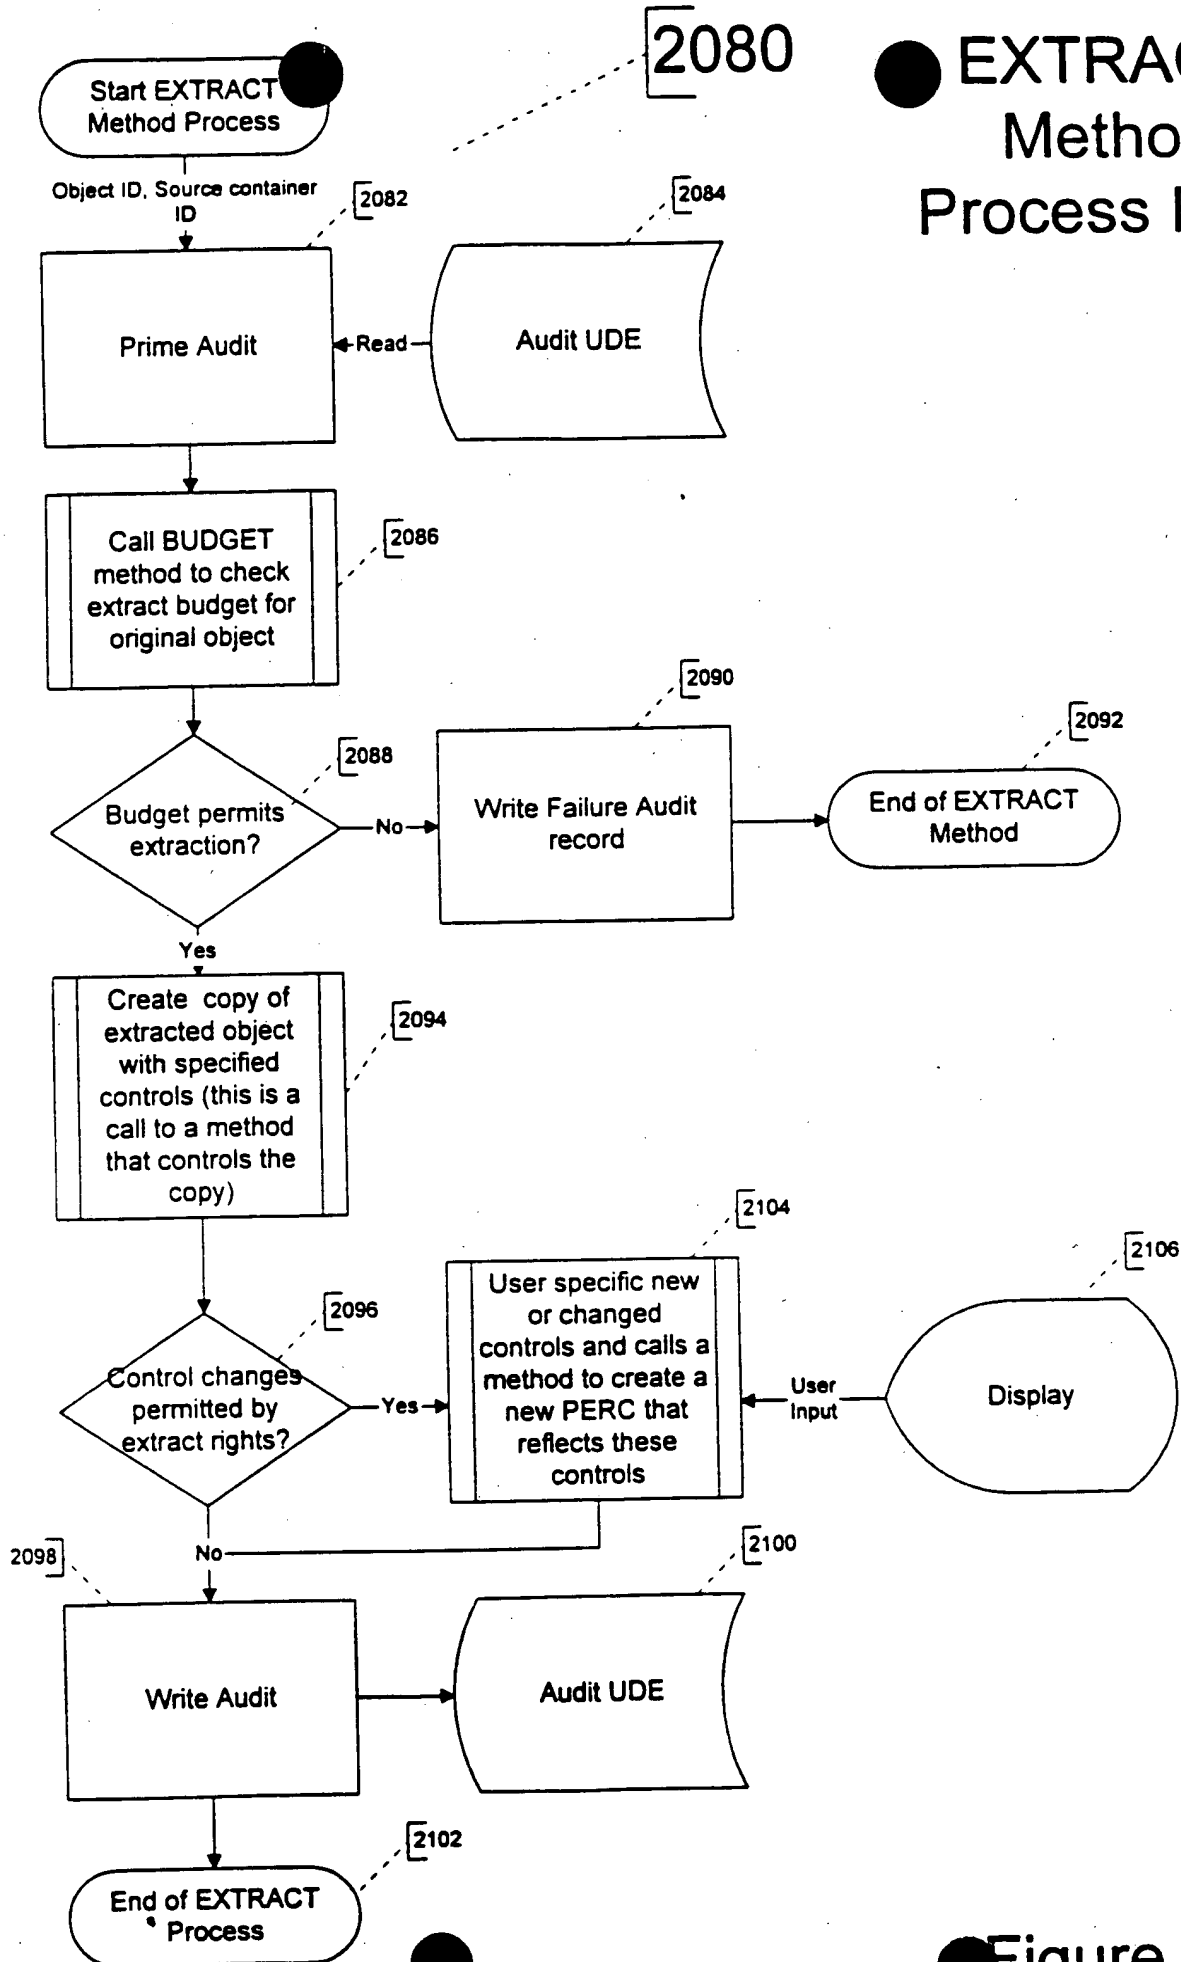 2080
EXTRAC
Metho
Process
Start EXTRACT
Method Process
Object ID, Source container
ID
2082
2084
Prime Audit
Read
Audit UDE
Call BUDGET
method to check
extract budget for
original object
2086
2088
Budget permits
extraction?
No
2090
Write Failure Audit
record
2092
End of EXTRACT
Method
Yes
Create copy of
extracted object
with specified
controls (this is a
call to a method
that controls the
copy)
2094
2096
Control changes
permitted by
extract rights?
Yes
2104
User specific new
or changed
controls and calls a
method to create a
new PERC that
reflects these
controls
User
Input
2106
Display
No
2098
Write Audit
2100
Audit UDE
2102
End of EXTRACT
Process
Figure